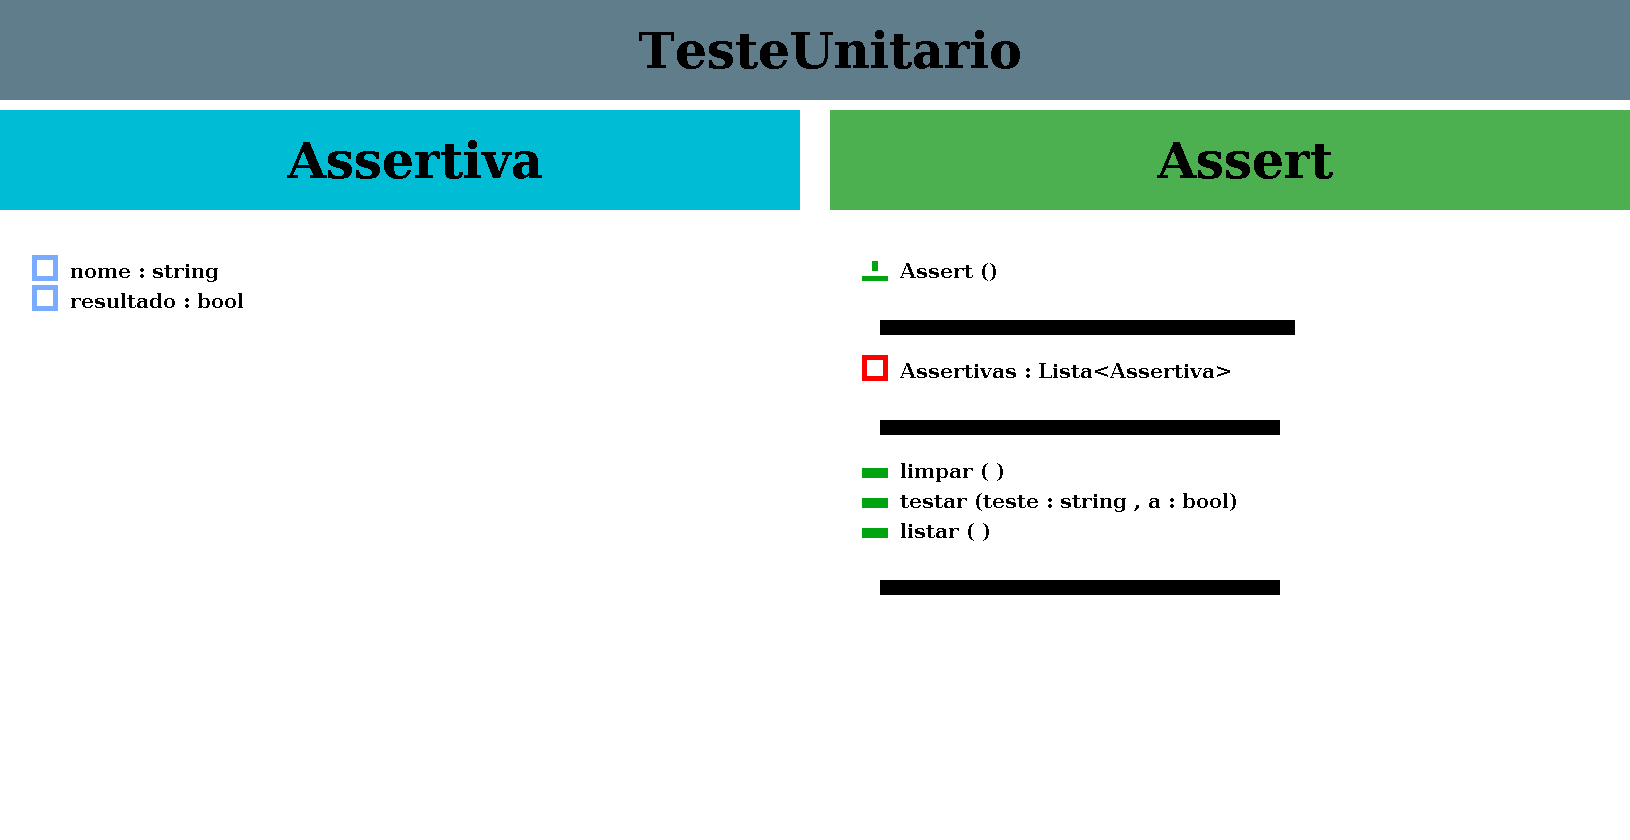 TesteUnitario
Assertiva
nome : string
resultado : bool
Assert
Assert ()
Assertivas : Lista<Assertiva>
limpar ( )
testar (teste : string , a : bool)
listar ( )